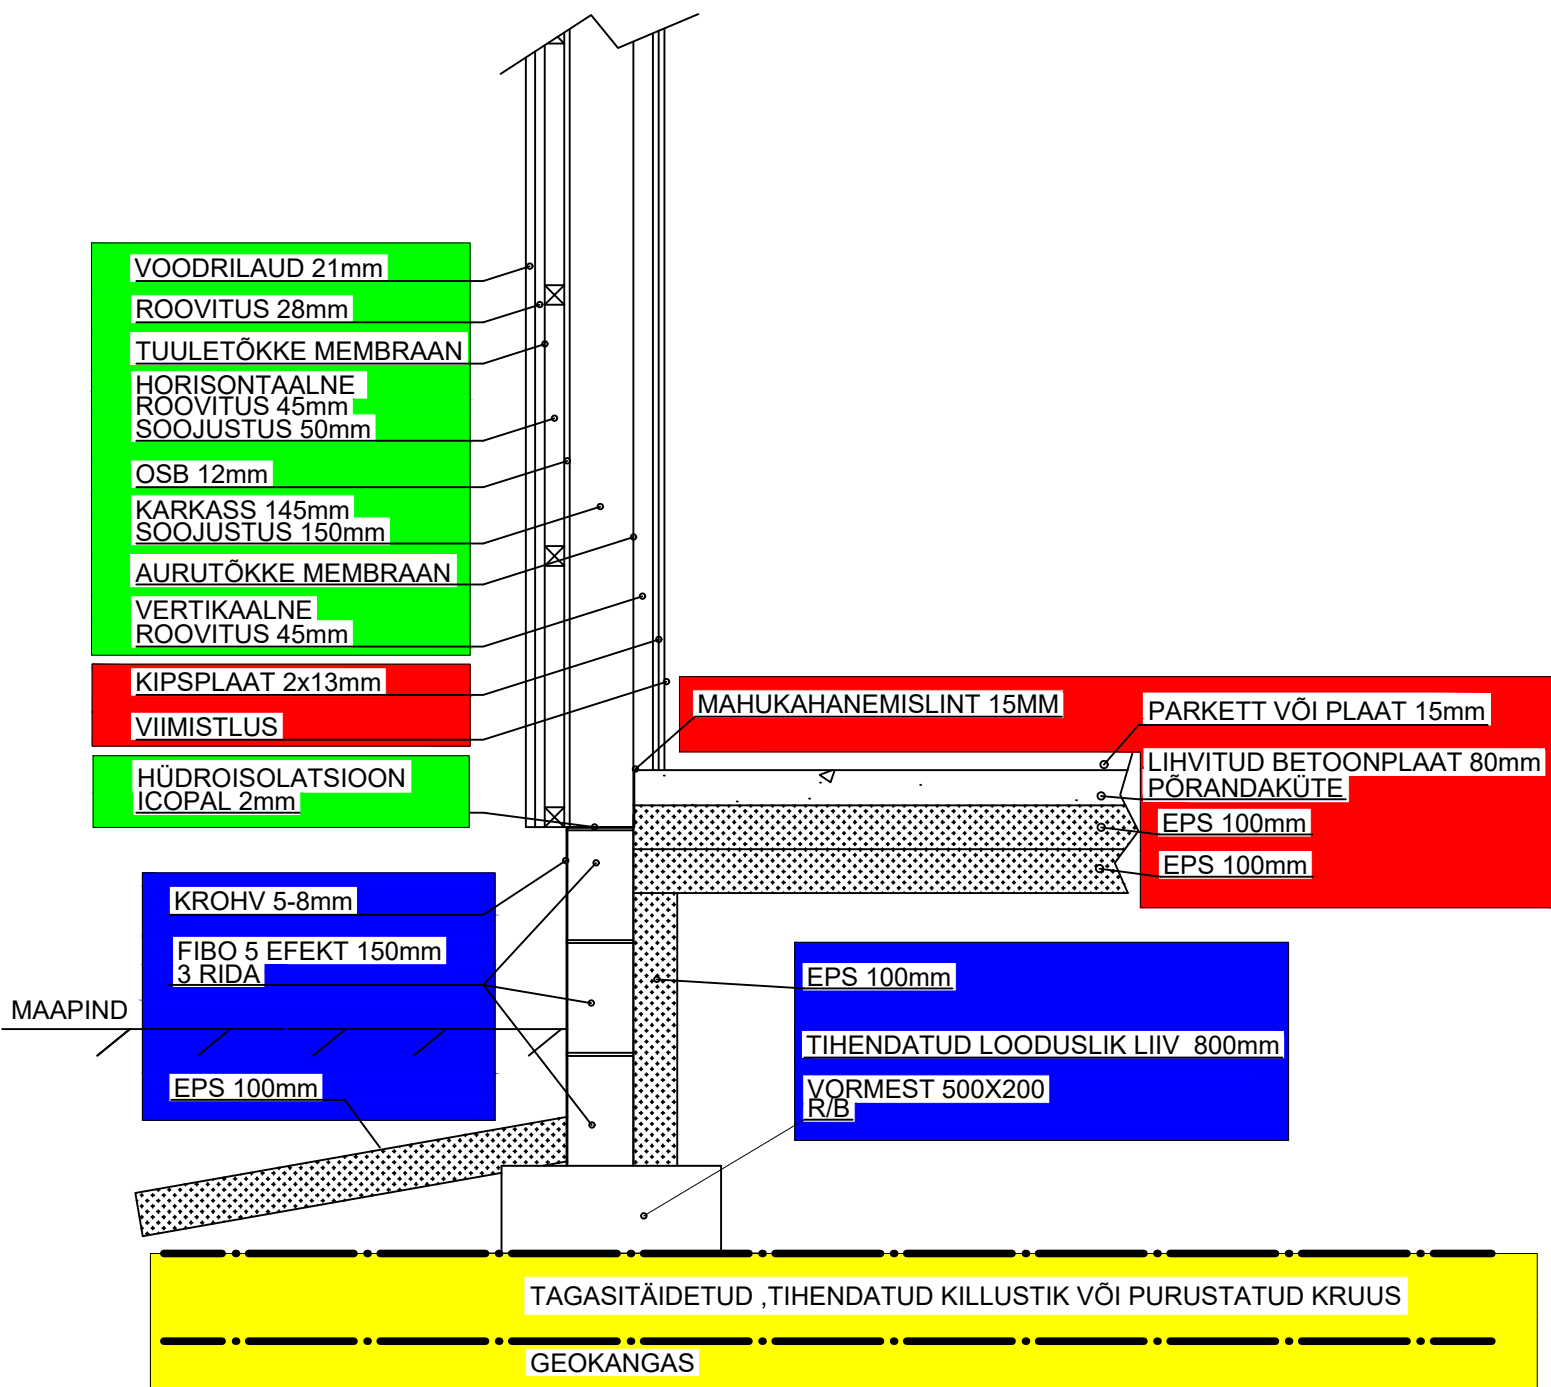 VOODRILAUD 21mm
ROOVITUS 28mm
TUULETÕKKE MEMBRAAN
HORISONTAALNE
ROOVITUS 45mm
SOOJUSTUS 50mm
OSB 12mm
KARKASS 145mm
SOOJUSTUS 150mm
AURUTÕKKE MEMBRAAN
VERTIKAALNE
ROOVITUS 45mm
KIPSPLAAT 2x13mm
VIIMISTLUS
HÜDROISOLATSIOON
ICOPAL 2mm
MAHUKAHANEMISLINT 15MM
PARKETT VÕI PLAAT 15mm
LIHVITUD BETOONPLAAT 80mm
PÕRANDAKÜTE
EPS 100mm
EPS 100mm
KROHV 5-8mm
FIBO 5 EFEKT 150mm
3 RIDA
MAAPIND
EPS 100mm
EPS 100mm
TIHENDATUD LOODUSLIK LIIV 800mm
VORMEST 500X200
R/B
TAGASITÄIDETUD ,TIHENDATUD KILLUSTIK VÕI PURUSTATUD KRUUS
GEOKANGAS